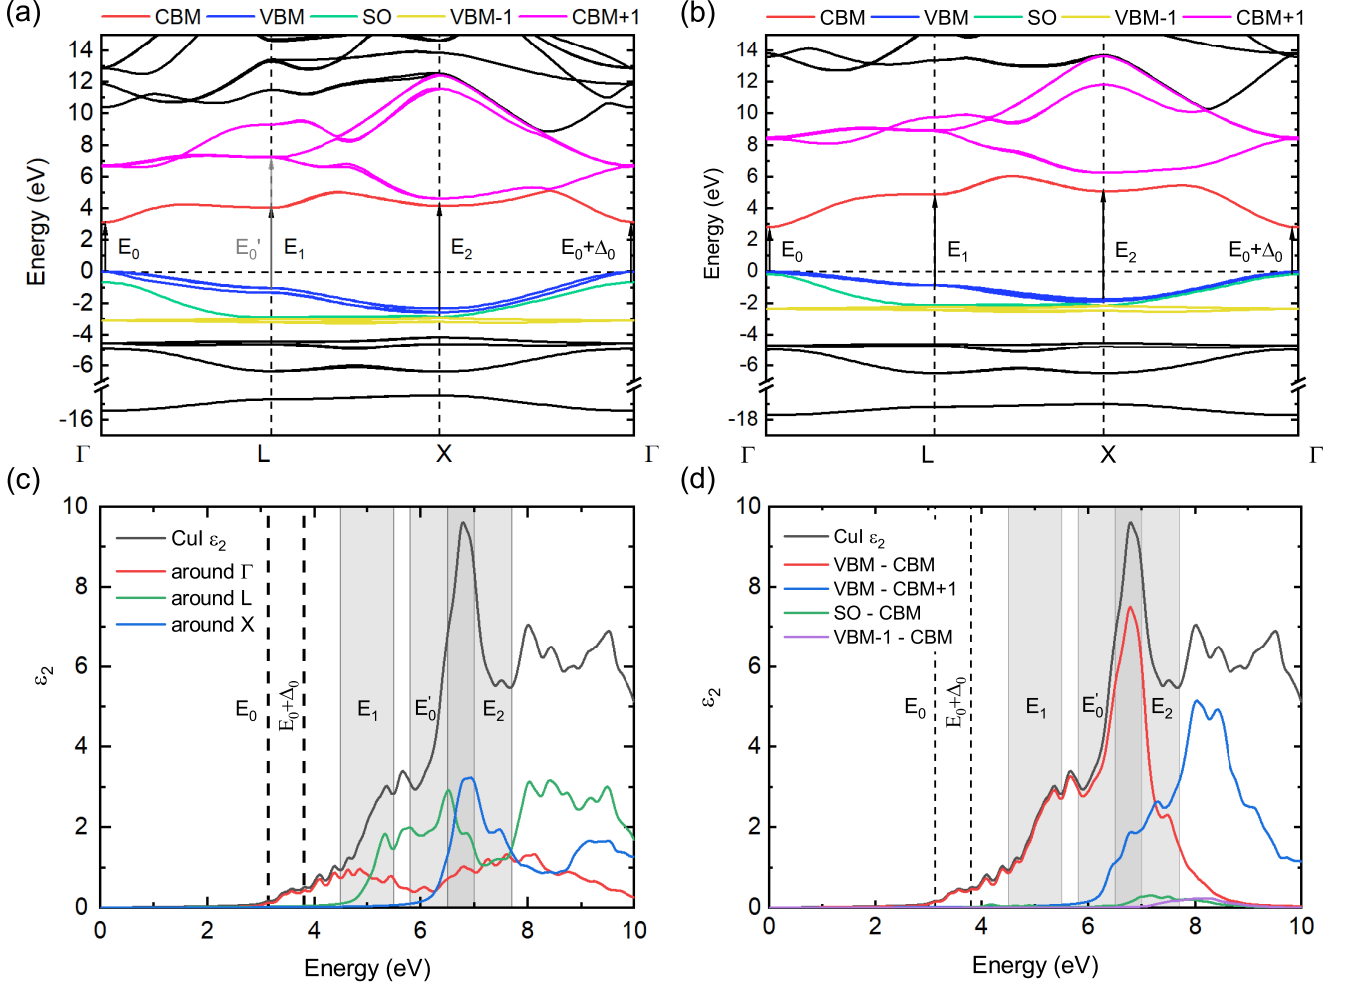 (a)
CBM VBM SO VBM-1 CBM+1
14
12
10
8
6
4
2
0
-2
-4
-6
-16
Energy (eV)
E0
E0'
E1
E2
E0+Δ0
Γ L X Γ
(b)
CBM VBM SO VBM-1 CBM+1
14
12
10
8
6
4
2
0
-2
-4
-6
-18
Energy (eV)
E0
E1
E2
E0+Δ0
Γ L X Γ
(c)
10
8
6
4
2
0
ε2
CuI ε2
around Γ
around L
around X
E0
E0+Δ0
E1
E0'
E2
0 2 4 6 8 10
Energy (eV)
(d)
10
8
6
4
2
0
ε2
CuI ε2
VBM - CBM
VBM - CBM+1
SO - CBM
VBM-1 - CBM
E0
E0+Δ0
E1
E0'
E2
0 2 4 6 8 10
Energy (eV)